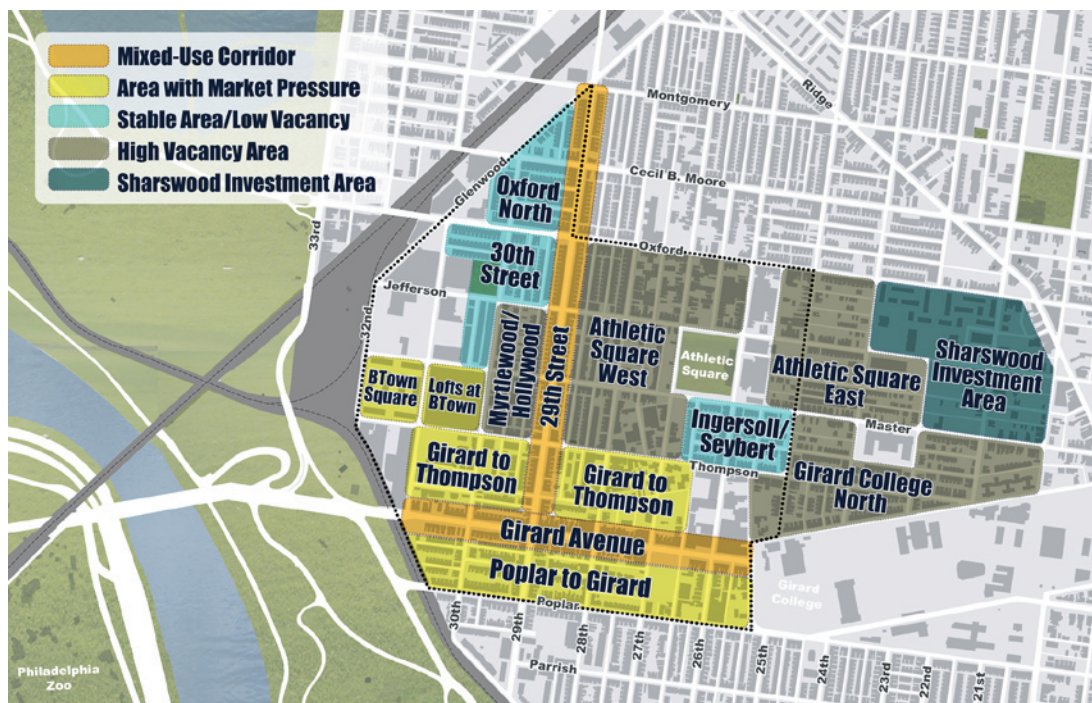 Mixed-Use Corridor
Area with Market Pressure
Stable Area/Low Vacancy
High Vacancy Area
Sharswood Investment Area
Montgomery
Ridge
Glenwood
Cecil B. Moore
Oxford
North
33rd
Oxford
30th
Street
Jefferson
32nd
Myrtlewood/
Hollywood
29th Street
Athletic
Square
West
Athletic
Square
Sharswood
Investment
Area
BTown
Square
Lofts at
BTown
Athletic Square
East
Ingersoll/
Seybert
Master
Girard to
Thompson
Girard to
Thompson
Thompson
Girard College
North
Girard Avenue
Poplar to Girard
Girard
College
Poplar
30th
29th
28th
27th
26th
25th
24th
23rd
22nd
21st
Parrish
Philadelphia
Zoo